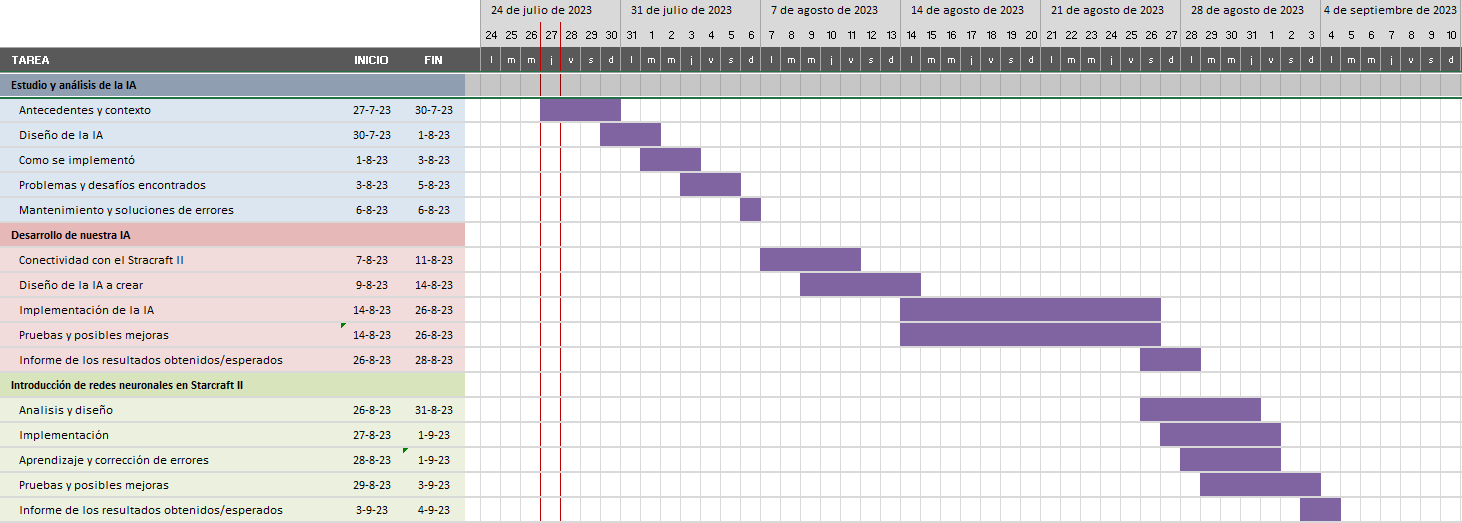 24 de julio de 2023 31 de julio de 2023 7 de agosto de 2023 14 de agosto de 2023 21 de agosto de 2023 28 de agosto de 2023 4 de septiembre de 2023
24 25 26 27 28 29 30 31 1 2 3 4 5 6 7 8 9 10 11 12 13 14 15 16 17 18 19 20 21 22 23 24 25 26 27 28 29 30 31 1 2 3 4 5 6 7 8 9 10
TAREA INICIO FIN l m m j v s d l m m j v s d l m m j v s d l m m j v s d l m m j v s d l m m j v s d l m m j v s d
Estudio y análisis de la IA
Antecedentes y contexto 27-7-23 30-7-23
Diseño de la IA 30-7-23 1-8-23
Como se implementó 1-8-23 3-8-23
Problemas y desafíos encontrados 3-8-23 5-8-23
Mantenimiento y soluciones de errores 6-8-23 6-8-23
Desarrollo de nuestra IA
Conectividad con el Stracraft II 7-8-23 11-8-23
Diseño de la IA a crear 9-8-23 14-8-23
Implementación de la IA 14-8-23 26-8-23
Pruebas y posibles mejoras 14-8-23 26-8-23
Informe de los resultados obtenidos/esperados 26-8-23 28-8-23
Introducción de redes neuronales en Starcraft II
Analisis y diseño 26-8-23 31-8-23
Implementación 27-8-23 1-9-23
Aprendizaje y corrección de errores 28-8-23 1-9-23
Pruebas y posibles mejoras 29-8-23 3-9-23
Informe de los resultados obtenidos/esperados 3-9-23 4-9-23